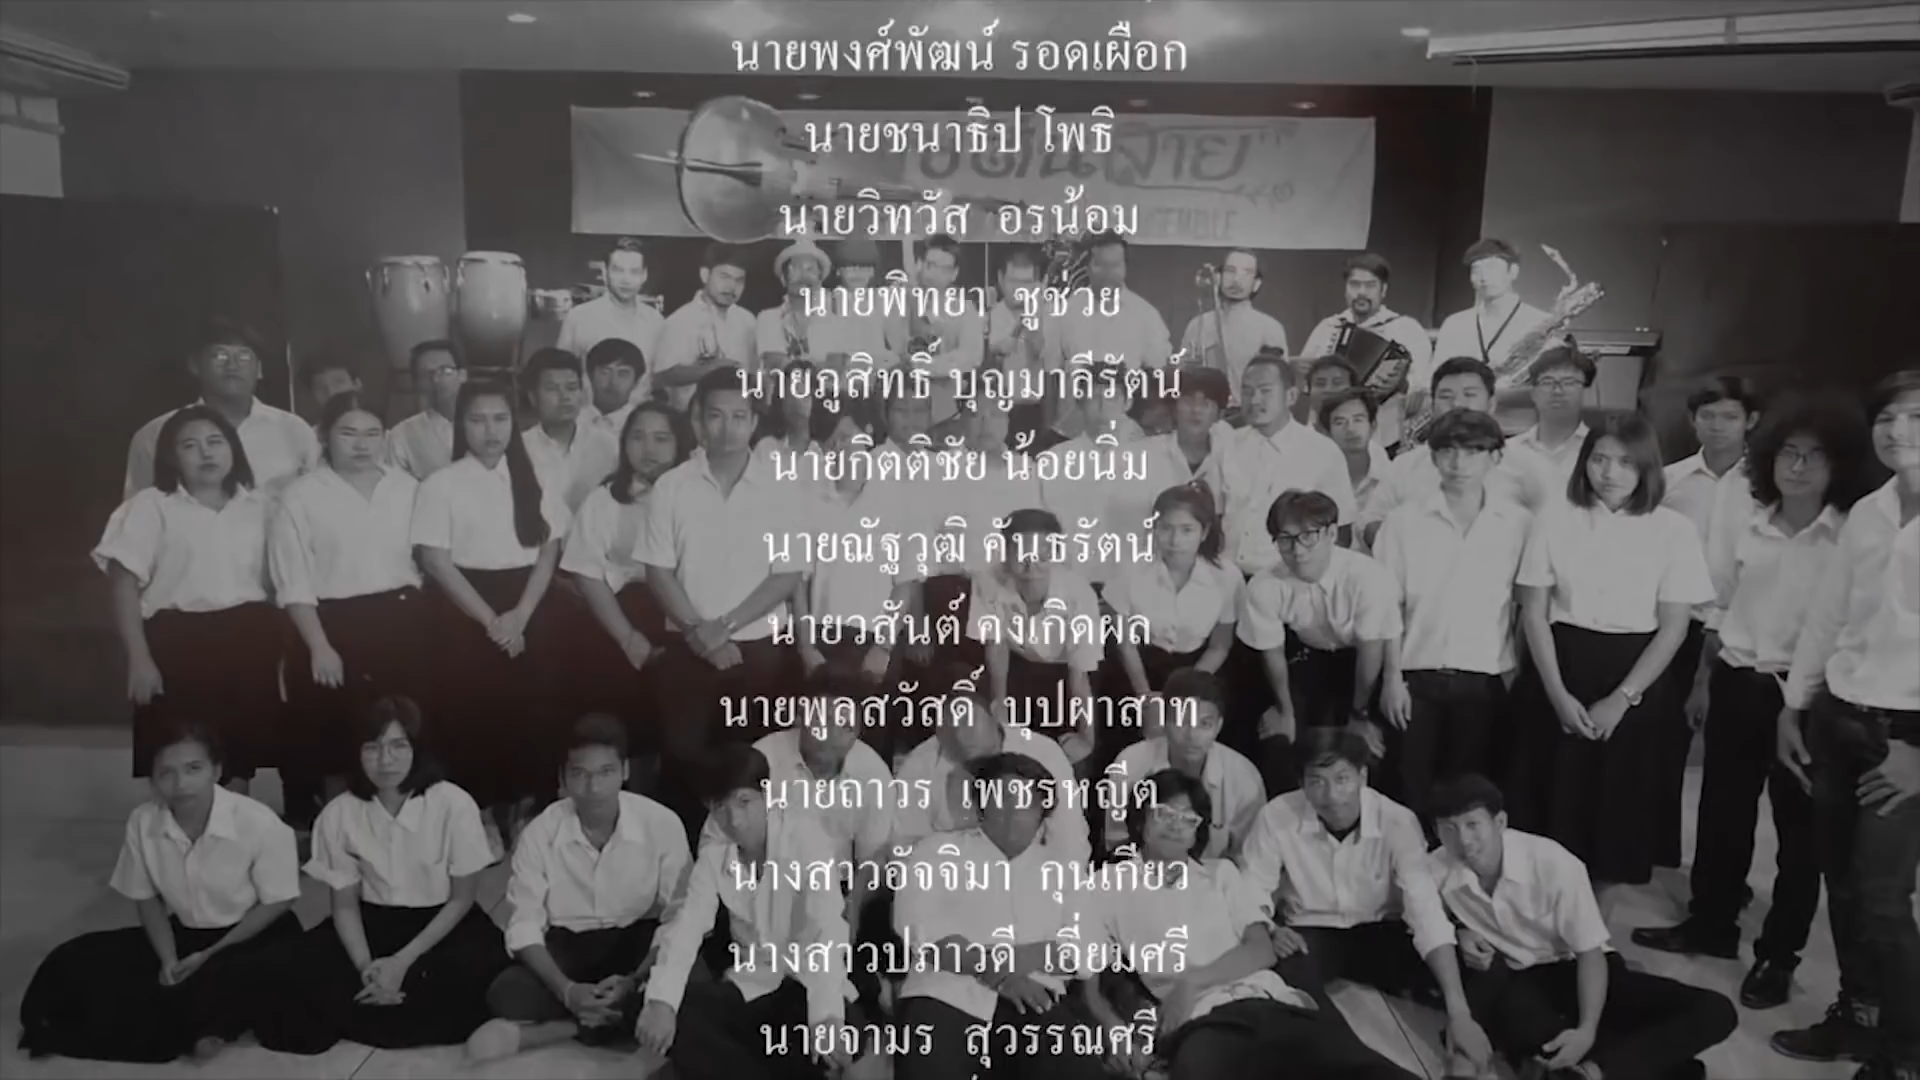 นายพงศ์พัฒน์ รอดเผือก
นายชนาธิป โพธิ
สาย"
นายวิทวัส อรน้อม
นายพิทยา ชูช่วย
นายภูสิทธิ์ บุญมาลีรัตน์
นายกิตติชัย น้อยนิ่ม
นายณัฐวุฒิ คันธรัตน์
นายวสันต์ คงเกิดผล
นายพูลสวัสดิ์ บุปผาสาท
นายถาวร เพชรหญีต
นางสาวอัจจิมา กุนเกียว
นางสาวปภาวดี เอี่ยมศรี
นายจามร สุวรรณศรี